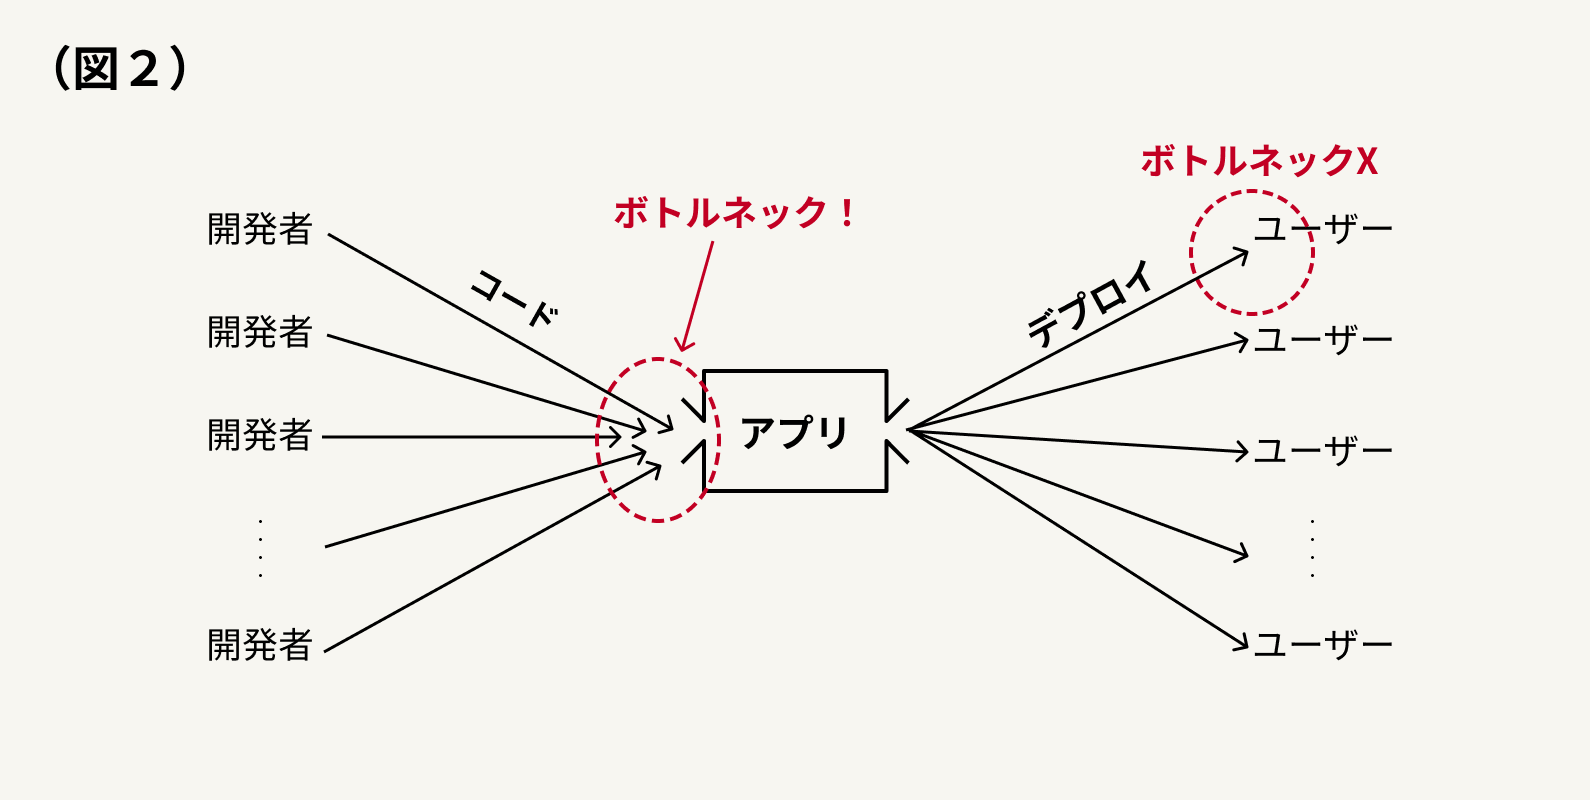 （図２）
ボトルネックX
ボトルネック！
開発者
コード
デプロイ
ユーザー
開発者
ユーザー
開発者
アプリ
ユーザー
・・・・
・・・・
開発者
ユーザー